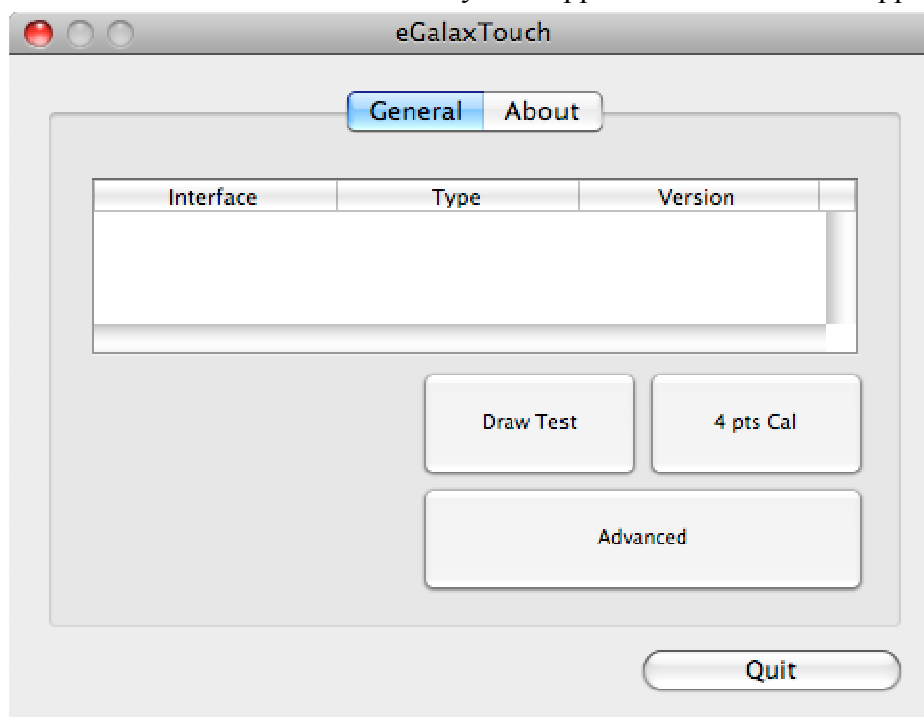 eGalaxTouch
General About
Interface Type Version
Draw Test 4 pts Cal
Advanced
Quit